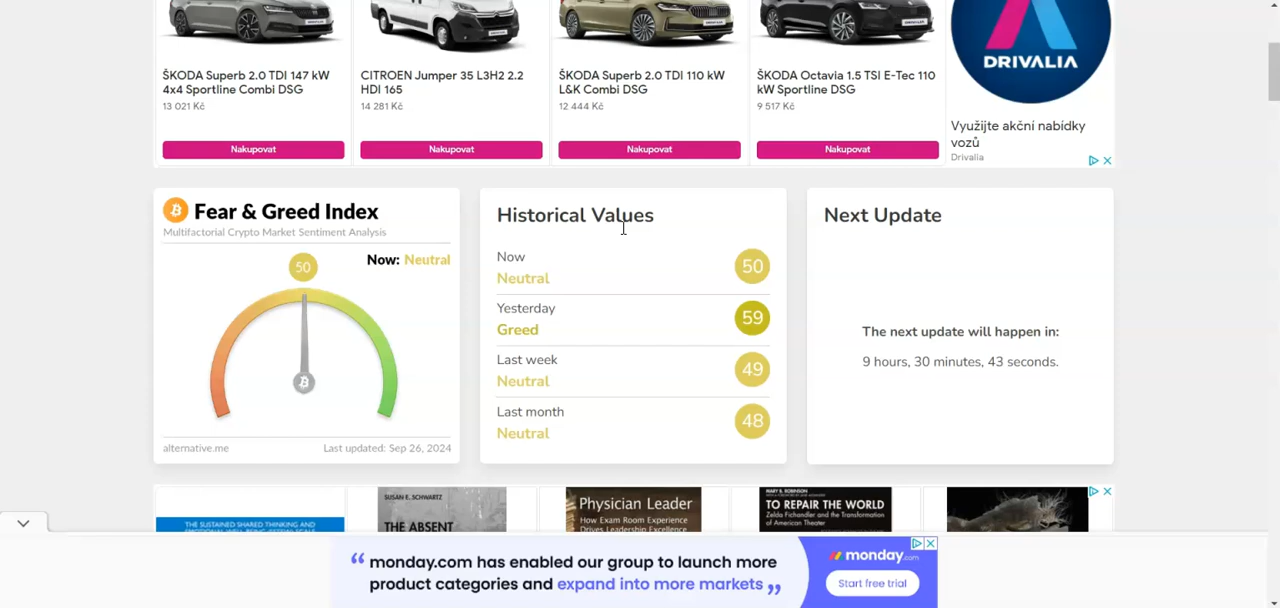 ŠKODA Superb 2.0 TDI 147 kW
4x4 Sportline Combi DSG
13 021 Kč
Nakupovat
CITROEN Jumper 35 L3H2 2.2
HDI 165
14 281 Kč
Nakupovat
ŠKODA Superb 2.0 TDI 110 kW
L&K Combi DSG
12 444 Kč
Nakupovat
ŠKODA Octavia 1.5 TSI E-Tec 110
kW Sportline DSG
9 517 Kč
Nakupovat
DRIVALIA
Využijte akční nabídky
vozů
Drivalia
Fear & Greed Index
Multifactorial Crypto Market Sentiment Analysis
Now: Neutral
50
alternative.me
Last updated: Sep 26, 2024
Historical Values
Now
Neutral
50
Yesterday
Greed
59
Last week
Neutral
49
Last month
Neutral
48
Next Update
The next update will happen in:
9 hours, 30 minutes, 43 seconds.
THE SUSTAINED SHARED THINKING AND
SUSAN E. SCHWARTZ
THE ABSENT
Physician Leader
How Exam Room Experience
Drives Leadership Excellence
MARY B. ROBINSON
TO REPAIR THE WORLD
Zelda Fichandler and the Transformation
of American Theater
“ monday.com has enabled our group to launch more
product categories and expand into more markets „
monday.com
Start free trial